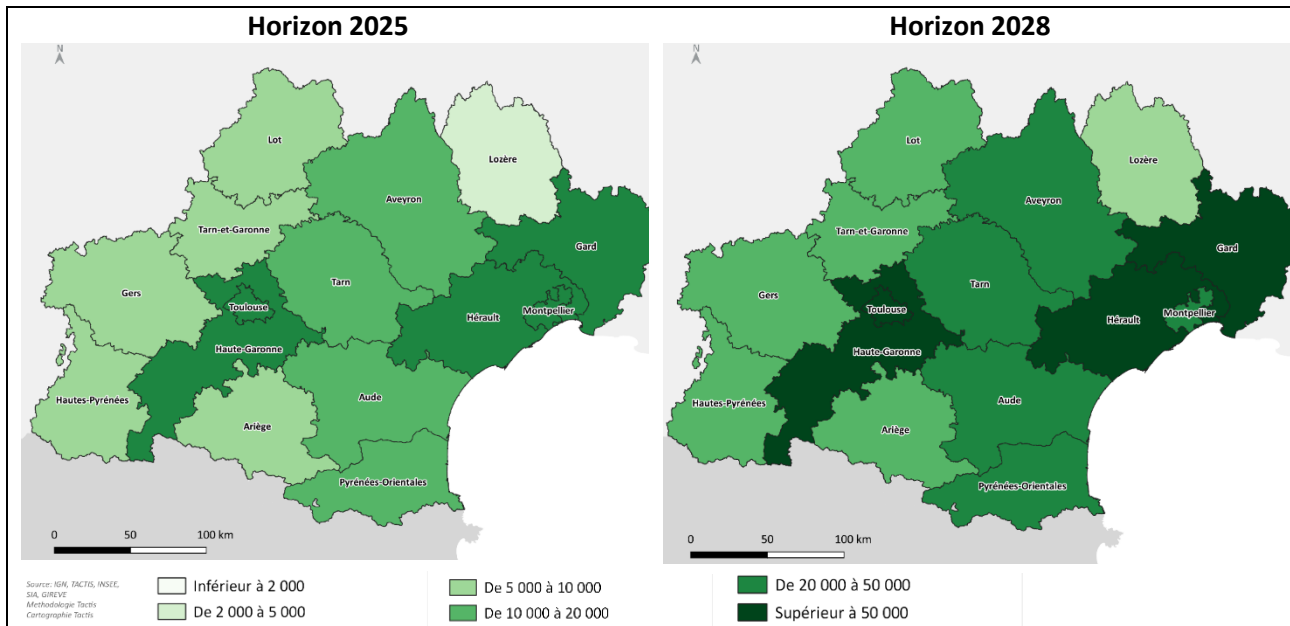 Horizon 2025
Horizon 2028
N
Lot
Lozère
Aveyron
Tarn-et-Garonne
Gard
Tarn
Gers
Toulouse
Hérault
Montpellier
Haute-Garonne
Hautes-Pyrénées
Aude
Ariège
Pyrénées-Orientales
0 50 100 km
N
Lot
Lozère
Aveyron
Tarn-et-Garonne
Gard
Tarn
Gers
Toulouse
Hérault
Montpellier
Haute-Garonne
Hautes-Pyrénées
Aude
Ariège
Pyrénées-Orientales
0 50 100 km
Source: IGN, TACTIS, INSEE,
SIA, GIREVE
Methodologie Tactis
Cartographie Tactis
Inférieur à 2 000
De 2 000 à 5 000
De 5 000 à 10 000
De 10 000 à 20 000
De 20 000 à 50 000
Supérieur à 50 000